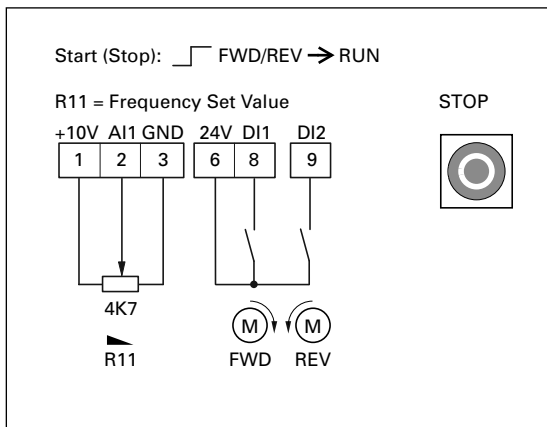 Start (Stop): FWD/REV → RUN
R11 = Frequency Set Value
STOP
+10V AI1 GND 24V DI1 DI2
1 2 3 6 8 9
4K7
M M
R11 FWD REV